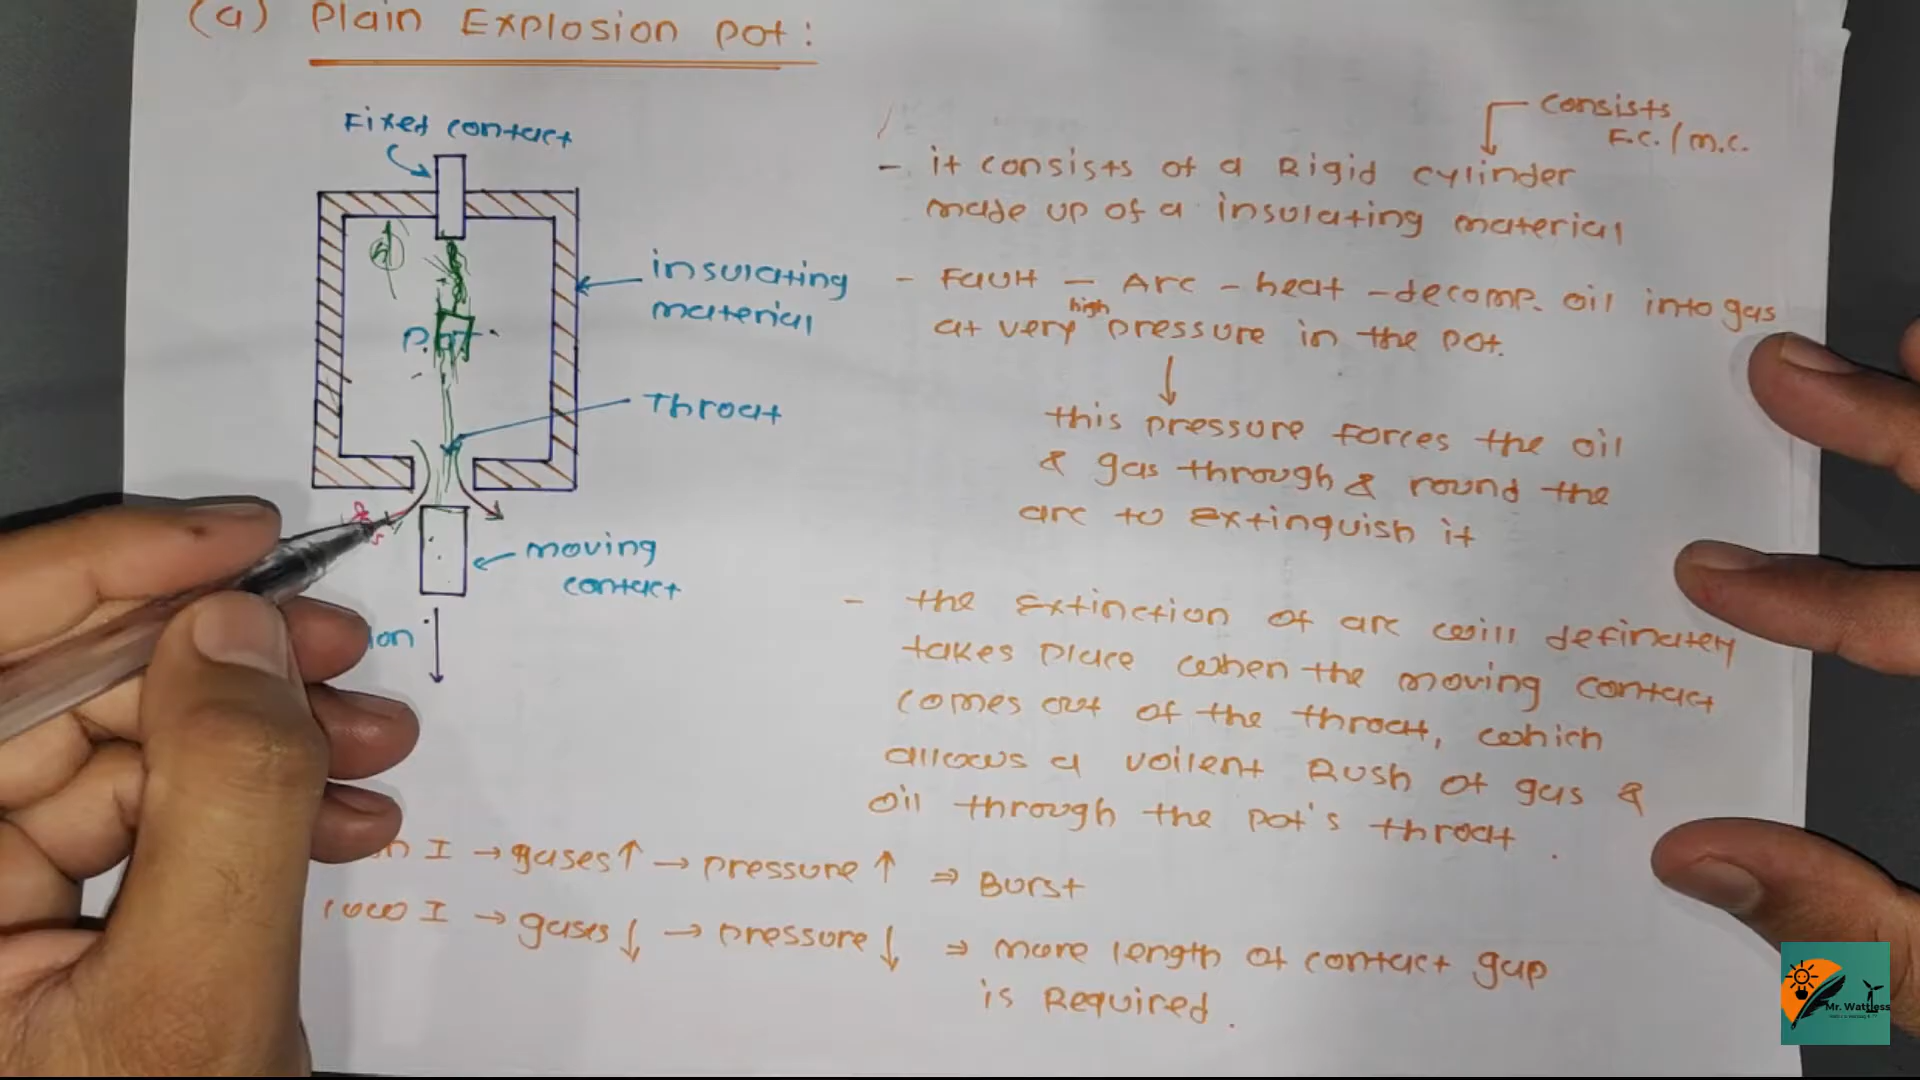 (a) Plain Explosion pot:
Fixed contact
insulating
material
Throat
moving
contact
ion
consists
F.C. / M.C.
- it consists of a Rigid cylinder
made up of a insulating material
- Fault - Arc - heat - decomp. oil into gas
high
at very pressure in the pot.
this pressure forces the oil
& gas through & round the
arc to extinguish it
- the Extinction of arc will definately
takes place when the moving contact
comes out of the throat, which
allows a voilent Rush of gas &
oil through the pot's throat.
I → gases ↑ → pressure ↑ ⇒ Burst
low I → gases ↓ → pressure ↓ ⇒ more length of contact gap
is Required.
Mr. Wattless